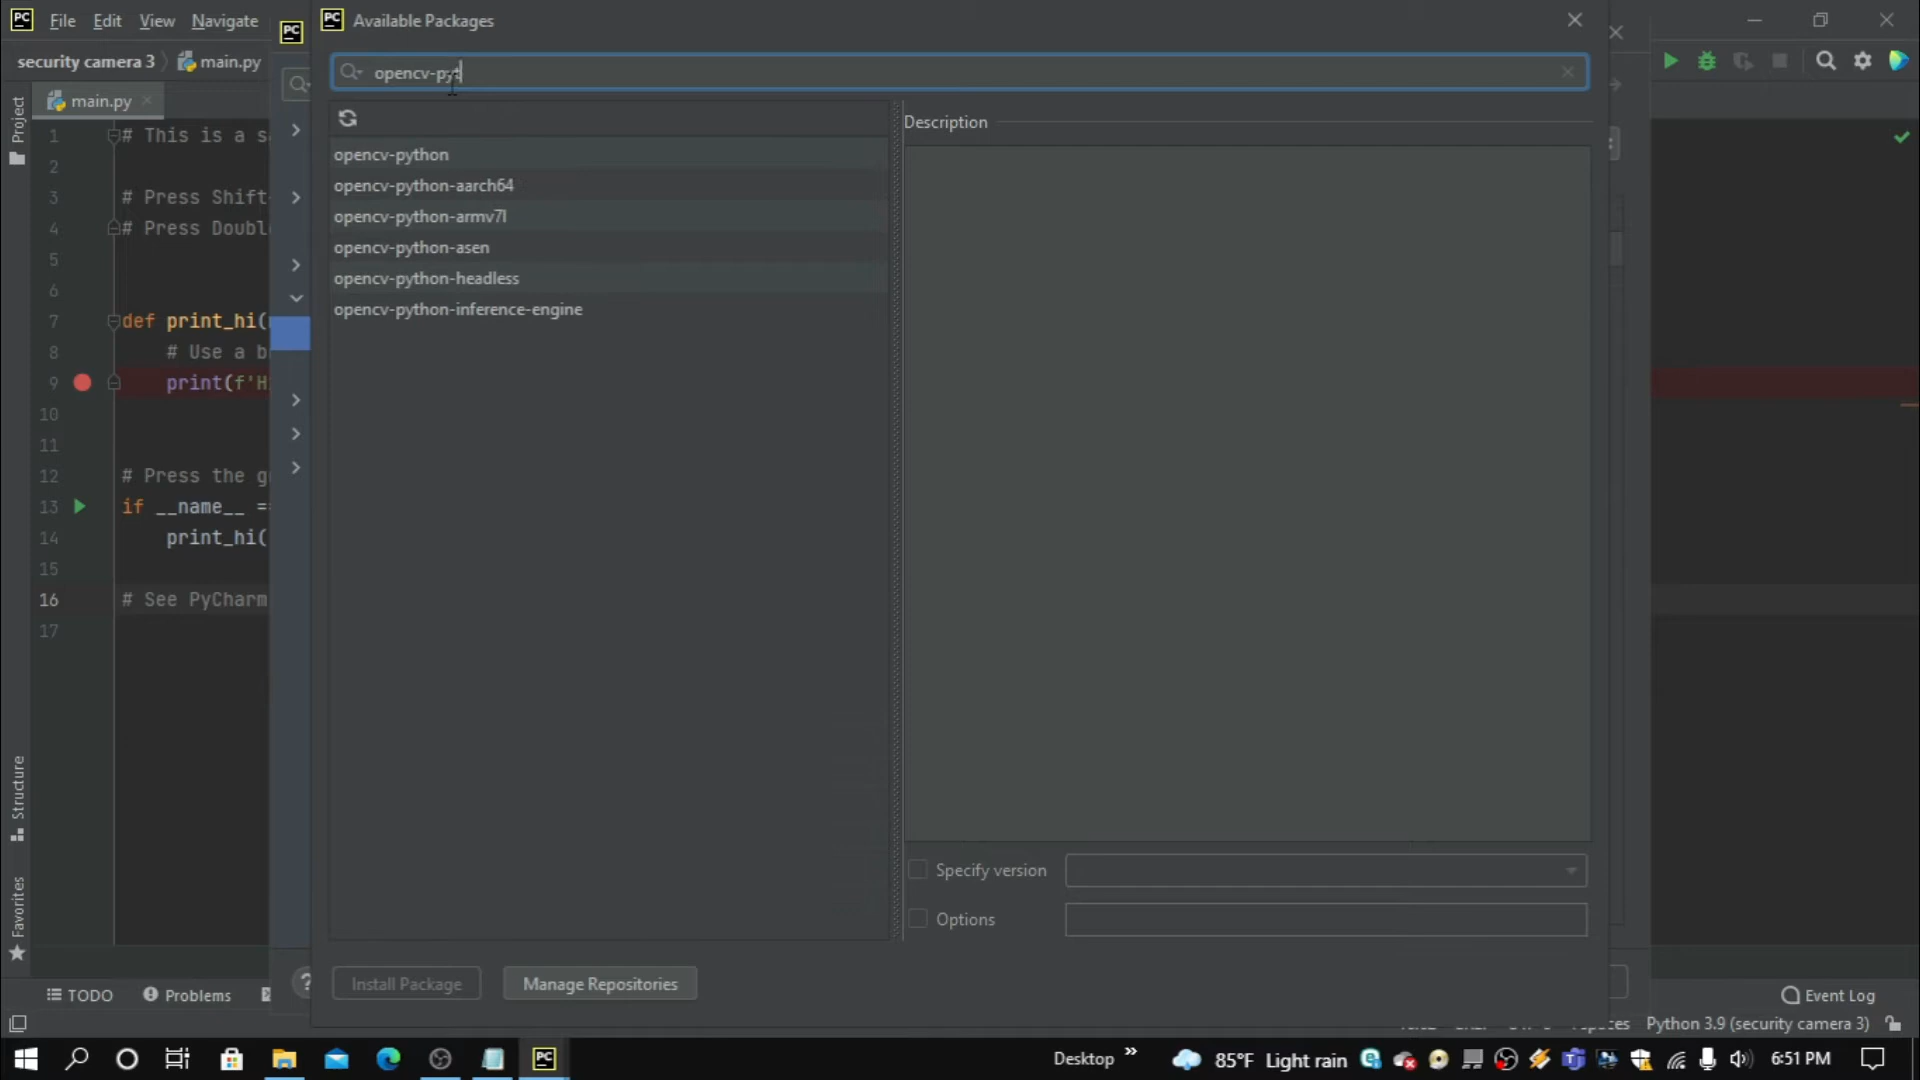 File Edit View Navigate
security camera 3 main.py
main.py
PC Available Packages
opencv-pyt
Description
opencv-python
opencv-python-aarch64
opencv-python-armv7l
opencv-python-asen
opencv-python-headless
opencv-python-inference-engine
Specify version
Options
Install Package Manage Repositories
Project
Structure
Favorites
1 # This is a s
2
3 # Press Shift
4 # Press Doubl
5
6
7 def print_hi(
8 # Use a b
9 print(f'H
10
11
12 # Press the g
13 if __name__ ==
14 print_hi(
15
16 # See PyCharm
17
TODO Problems
Event Log
Python 3.9 (security camera 3)
PC Desktop 85°F Light rain 6:51 PM